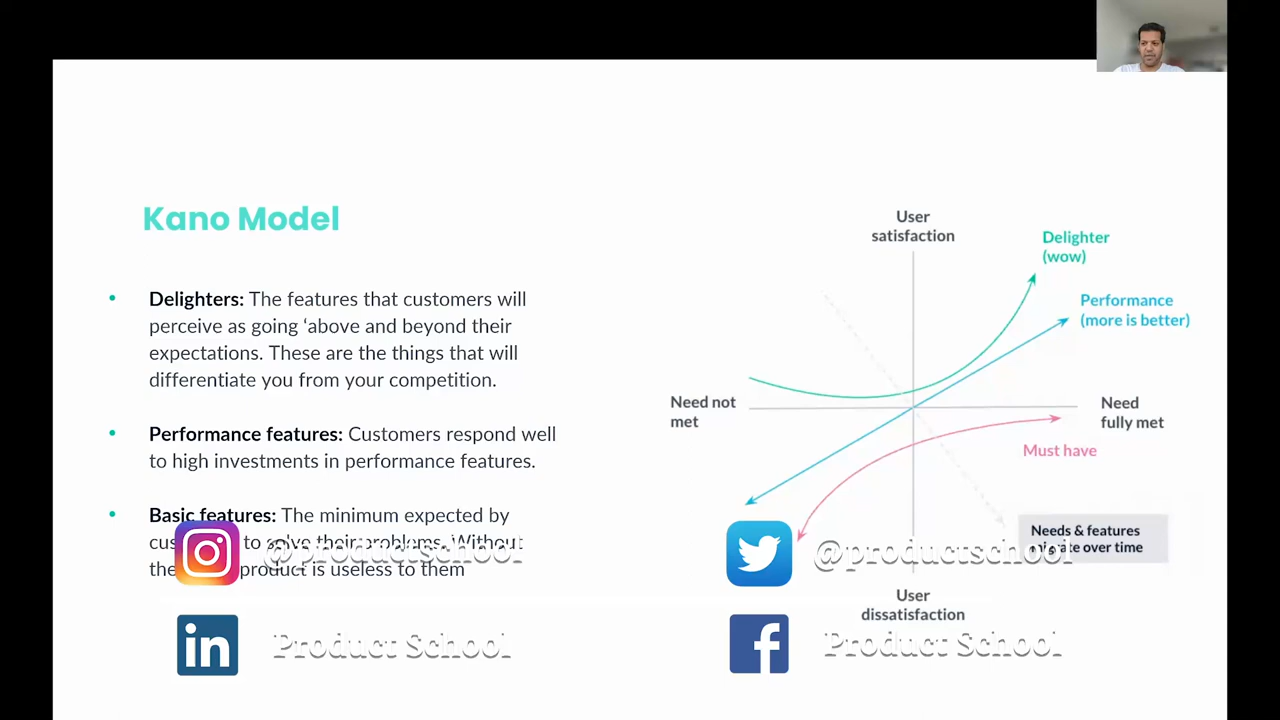 Kano Model
Delighters: The features that customers will
perceive as going ‘above and beyond their
expectations. These are the things that will
differentiate you from your competition.
Performance features: Customers respond well
to high investments in performance features.
Basic features: The minimum expected by
to solve their problems. Without
product is useless to them
User
satisfaction
Delighter
(wow)
Performance
(more is better)
Need not
met
Need
fully met
Must have
Needs & features
migrate over time
User
dissatisfaction
@productschool
@productschool
in
Product School
f
Product School